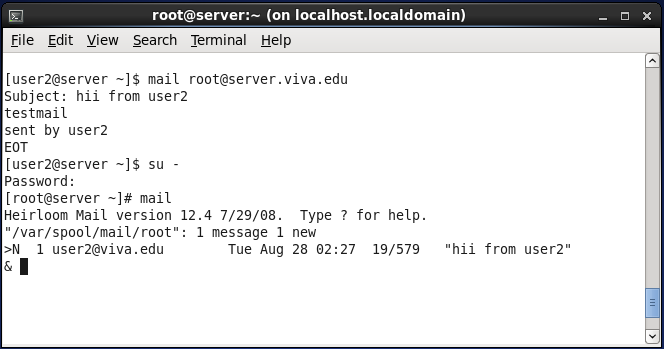 root@server:~ (on localhost.localdomain)
File Edit View Search Terminal Help
[user2@server ~]$ mail root@server.viva.edu
Subject: hii from user2
testmail
sent by user2
EOT
[user2@server ~]$ su -
Password:
[root@server ~]# mail
Heirloom Mail version 12.4 7/29/08.  Type ? for help.
"/var/spool/mail/root": 1 message 1 new
>N  1 user2@viva.edu        Tue Aug 28 02:27  19/579   "hii from user2"
&